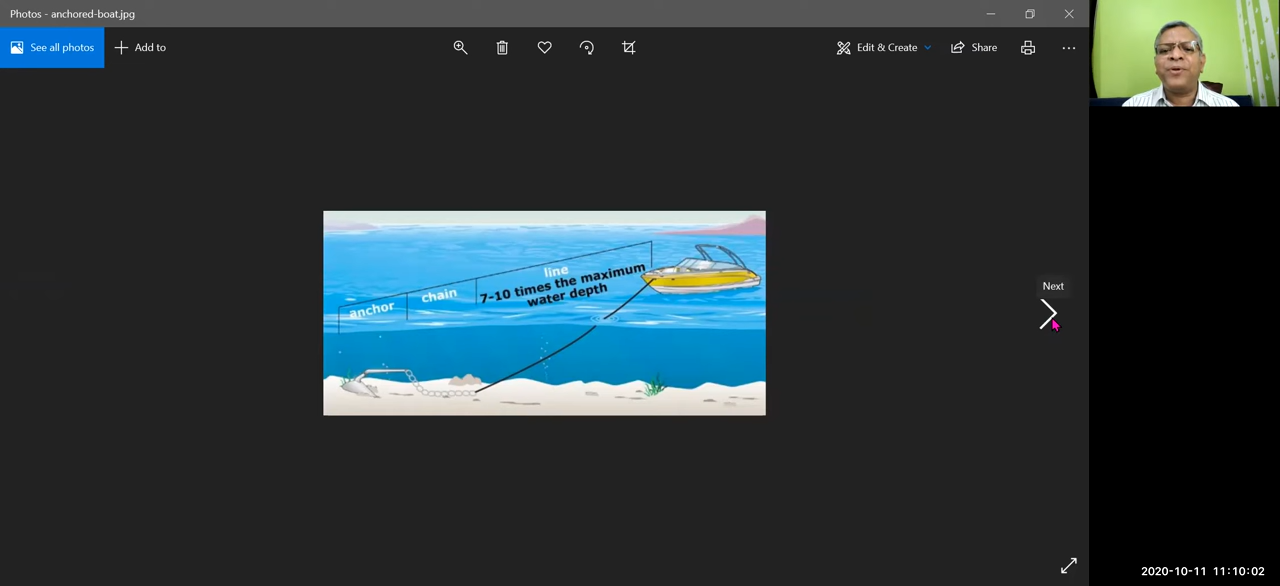 Photos - anchored-boat.jpg
See all photos
Add to
Edit & Create
Share
Next
line
7-10 times the maximum
water depth
chain
anchor
2020-10-11 11:10:02